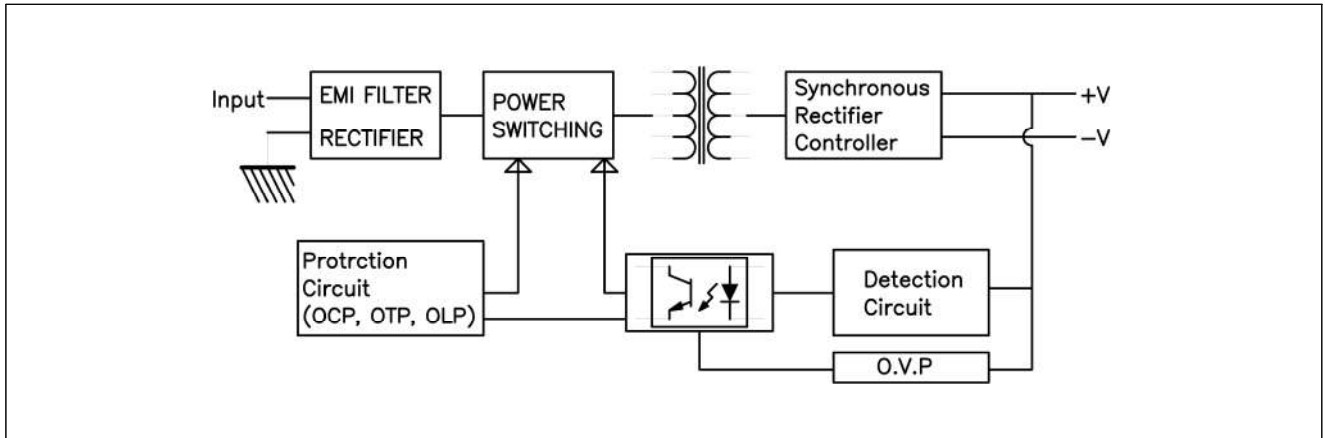 Input
EMI FILTER
RECTIFIER
POWER
SWITCHING
Synchronous
Rectifier
Controller
+V
-V
Protrction
Circuit
(OCP, OTP, OLP)
Detection
Circuit
O.V.P